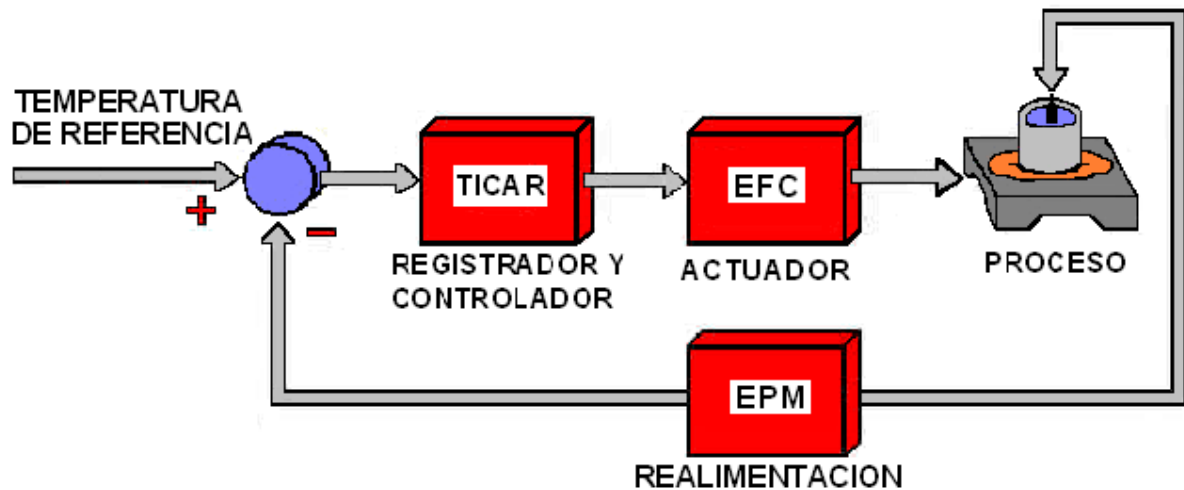 TEMPERATURA
DE REFERENCIA
+
−
TICAR
REGISTRADOR Y
CONTROLADOR
EFC
ACTUADOR
PROCESO
EPM
REALIMENTACION